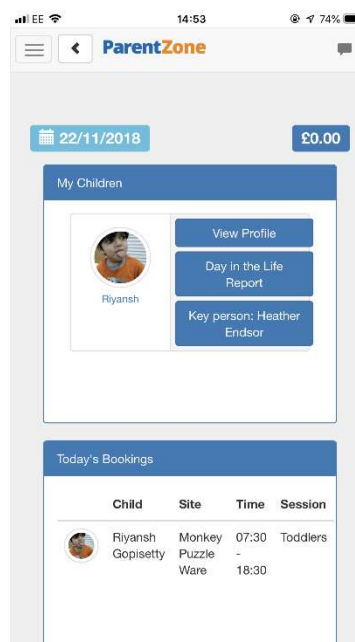 EE 14:53 74%
ParentZone
22/11/2018 £0.00
My Children
View Profile
Day in the Life
Report
Riyansh
Key person: Heather
Endsor
Today's Bookings
Child Site Time Session
Riyansh Monkey 07:30 Toddlers
Gopisetty Puzzle -
Ware 18:30